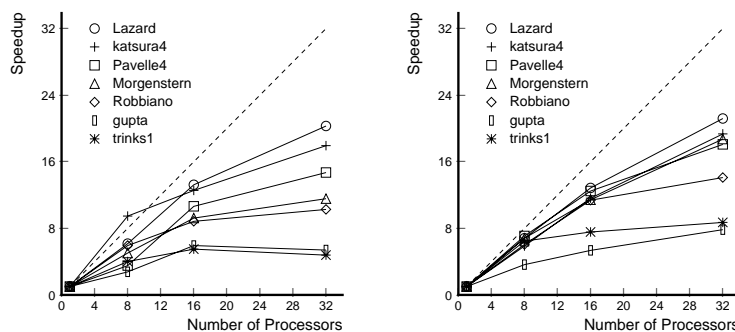 Speedup
32
24
16
8
0
0 4 8 12 16 20 24 28 32
Number of Processors
Lazard
katsura4
Pavelle4
Morgenstern
Robbiano
gupta
trinks1
Speedup
32
24
16
8
0
0 4 8 12 16 20 24 28 32
Number of Processors
Lazard
katsura4
Pavelle4
Morgenstern
Robbiano
gupta
trinks1